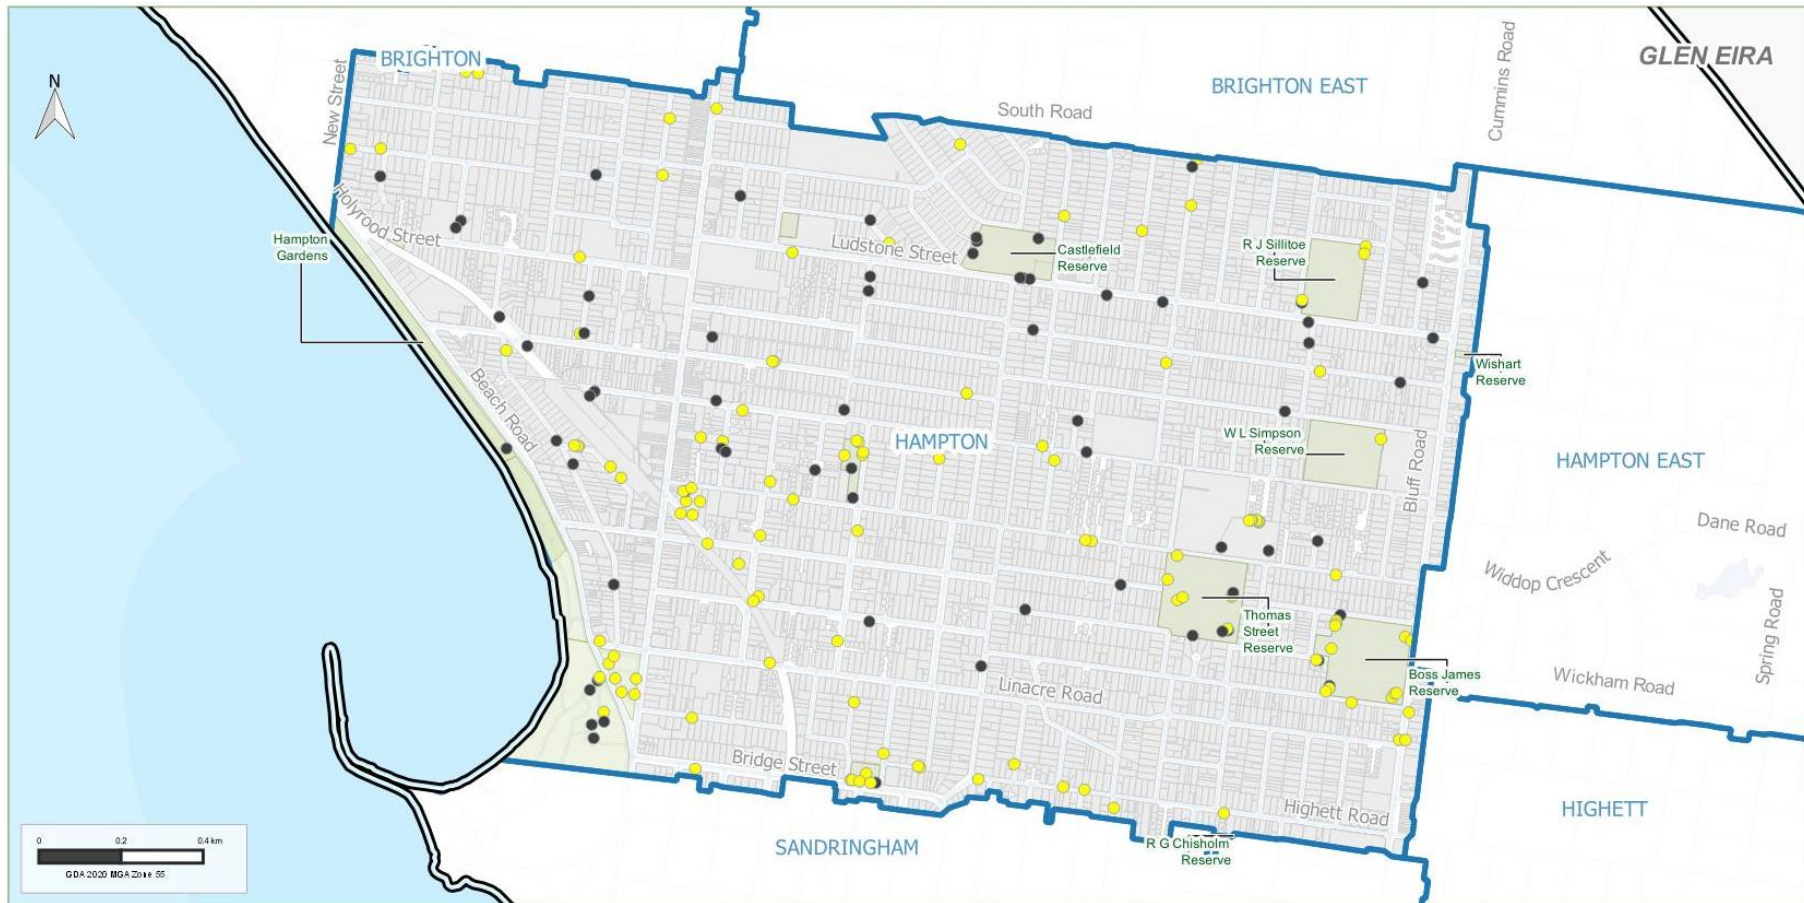 BRIGHTON
BRIGHTON EAST
GLEN EIRA
N
New Street
South Road
Cummins Road
Holyrood Street
Hampton
Gardens
Ludstone Street
Castlefield
Reserve
R J Sillitoe
Reserve
Wishart
Reserve
Beach Road
HAMPTON
W L Simpson
Reserve
Bluff Road
HAMPTON EAST
Dane Road
Widdop Crescent
Spring Road
Thomas
Street
Reserve
Boss James
Reserve
Wickham Road
Linacre Road
Bridge Street
Highett Road
HIGHETT
SANDRINGHAM
R G Chisholm
Reserve
0 0.2 0.4 km
GDA 2020 MGA Zone 55